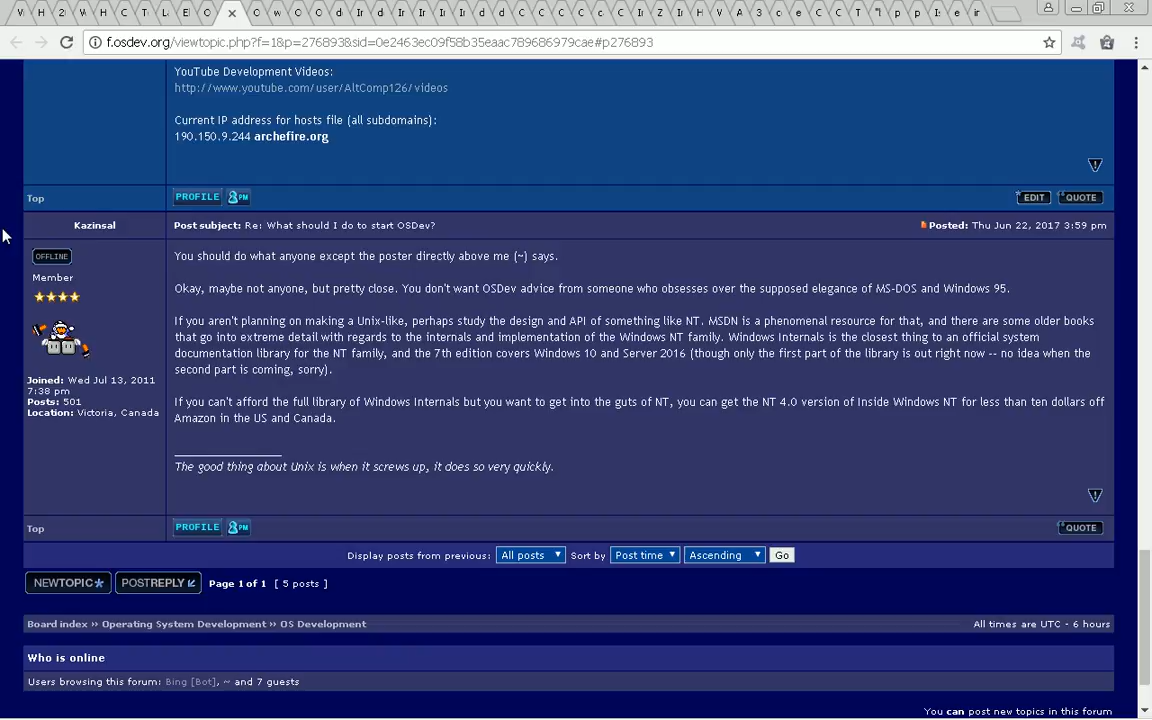 f.osdev.org/viewtopic.php?f=1&p=276893&sid=0e2463ec09f58b35eaac789686979cae#p276893
YouTube Development Videos:
http://www.youtube.com/user/AltComp126/videos
Current IP address for hosts file (all subdomains):
190.150.9.244 archefire.org
Top
PROFILE
PM
EDIT
QUOTE
Kazinsal
Post subject: Re: What should I do to start OSDev?
Posted: Thu Jun 22, 2017 3:59 pm
OFFLINE
Member
Joined: Wed Jul 13, 2011
7:38 pm
Posts: 501
Location: Victoria, Canada
You should do what anyone except the poster directly above me (~) says.
Okay, maybe not anyone, but pretty close. You don't want OSDev advice from someone who obsesses over the supposed elegance of MS-DOS and Windows 95.
If you aren't planning on making a Unix-like, perhaps study the design and API of something like NT. MSDN is a phenomenal resource for that, and there are some older books
that go into extreme detail with regards to the internals and implementation of the Windows NT family. Windows Internals is the closest thing to an official system
documentation library for the NT family, and the 7th edition covers Windows 10 and Server 2016 (though only the first part of the library is out right now -- no idea when the
second part is coming, sorry).
If you can't afford the full library of Windows Internals but you want to get into the guts of NT, you can get the NT 4.0 version of Inside Windows NT for less than ten dollars off
Amazon in the US and Canada.
The good thing about Unix is when it screws up, it does so very quickly.
Top
PROFILE
PM
QUOTE
Display posts from previous: All posts Sort by Post time Ascending Go
NEWTOPIC POSTREPLY Page 1 of 1 [ 5 posts ]
Board index » Operating System Development » OS Development
All times are UTC - 6 hours
Who is online
Users browsing this forum: Bing [Bot], ~ and 7 guests
You can post new topics in this forum